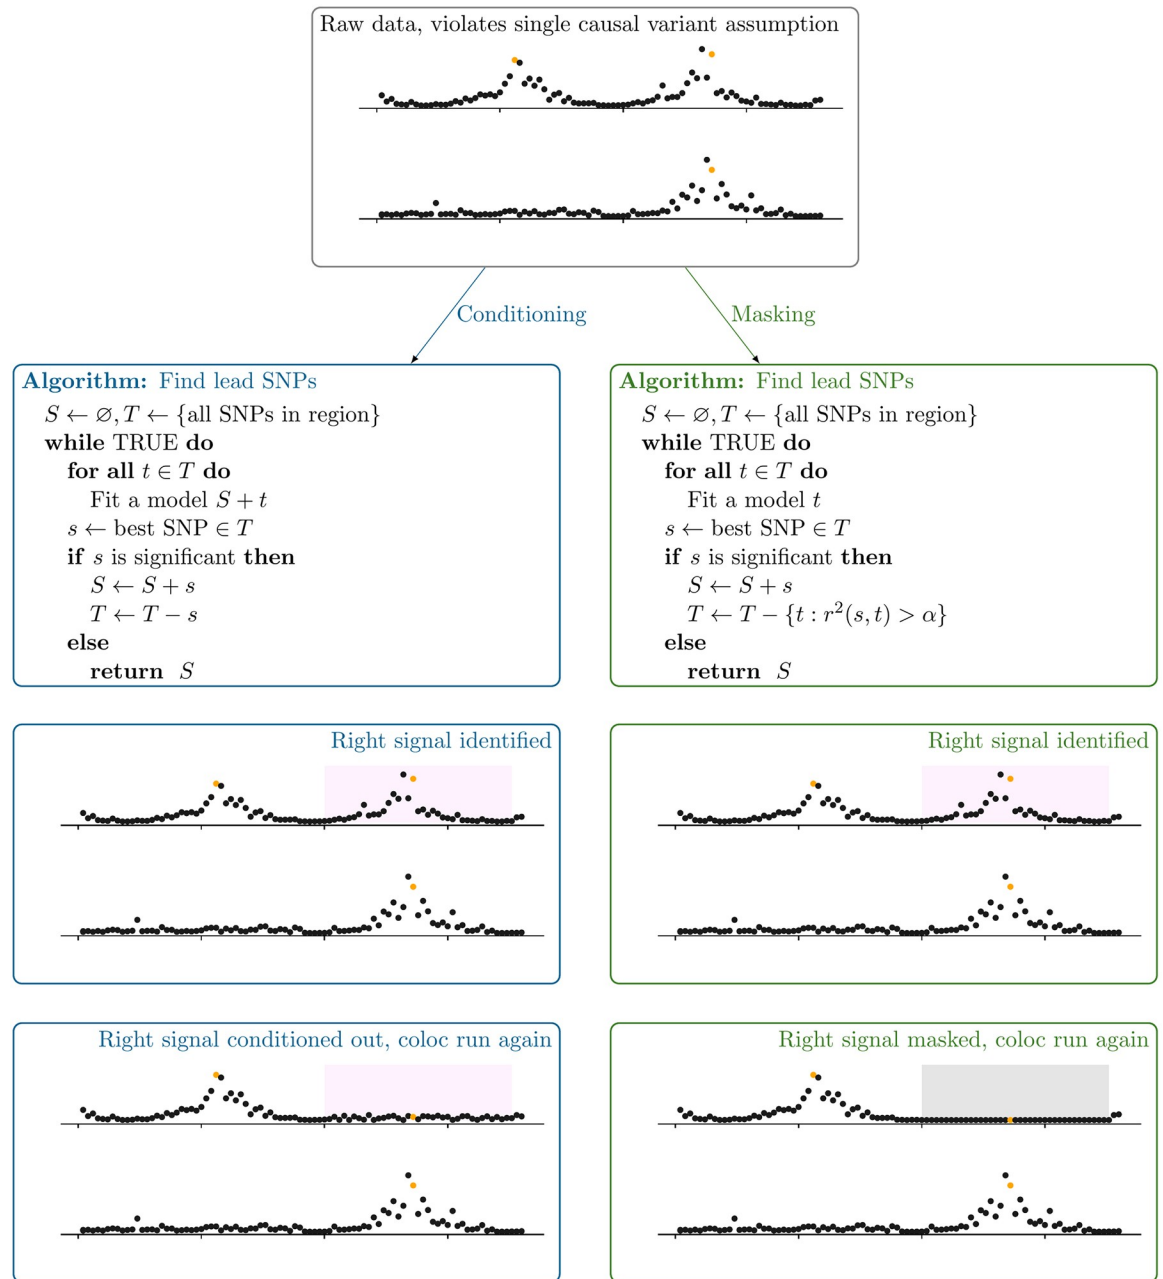 Raw data, violates single causal variant assumption
Conditioning
Masking
Algorithm: Find lead SNPs
S ← ∅, T ← {all SNPs in region}
while TRUE do
for all t ∈ T do
Fit a model S + t
s ← best SNP ∈ T
if s is significant then
S ← S + s
T ← T − s
else
return S
Algorithm: Find lead SNPs
S ← ∅, T ← {all SNPs in region}
while TRUE do
for all t ∈ T do
Fit a model t
s ← best SNP ∈ T
if s is significant then
S ← S + s
T ← T − {t : r²(s, t) > α}
else
return S
Right signal identified
Right signal identified
Right signal conditioned out, coloc run again
Right signal masked, coloc run again